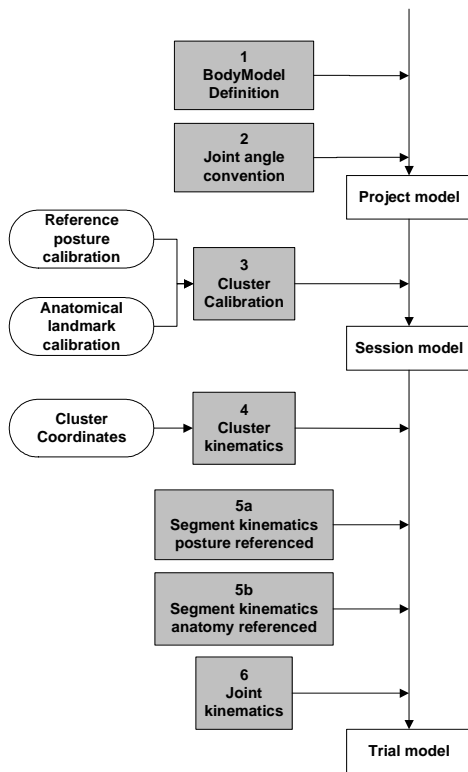 1
BodyModel
Definition
2
Joint angle
convention
Project model
Reference
posture
calibration
3
Cluster
Calibration
Anatomical
landmark
calibration
Session model
Cluster
Coordinates
4
Cluster
kinematics
5a
Segment kinematics
posture referenced
5b
Segment kinematics
anatomy referenced
6
Joint
kinematics
Trial model